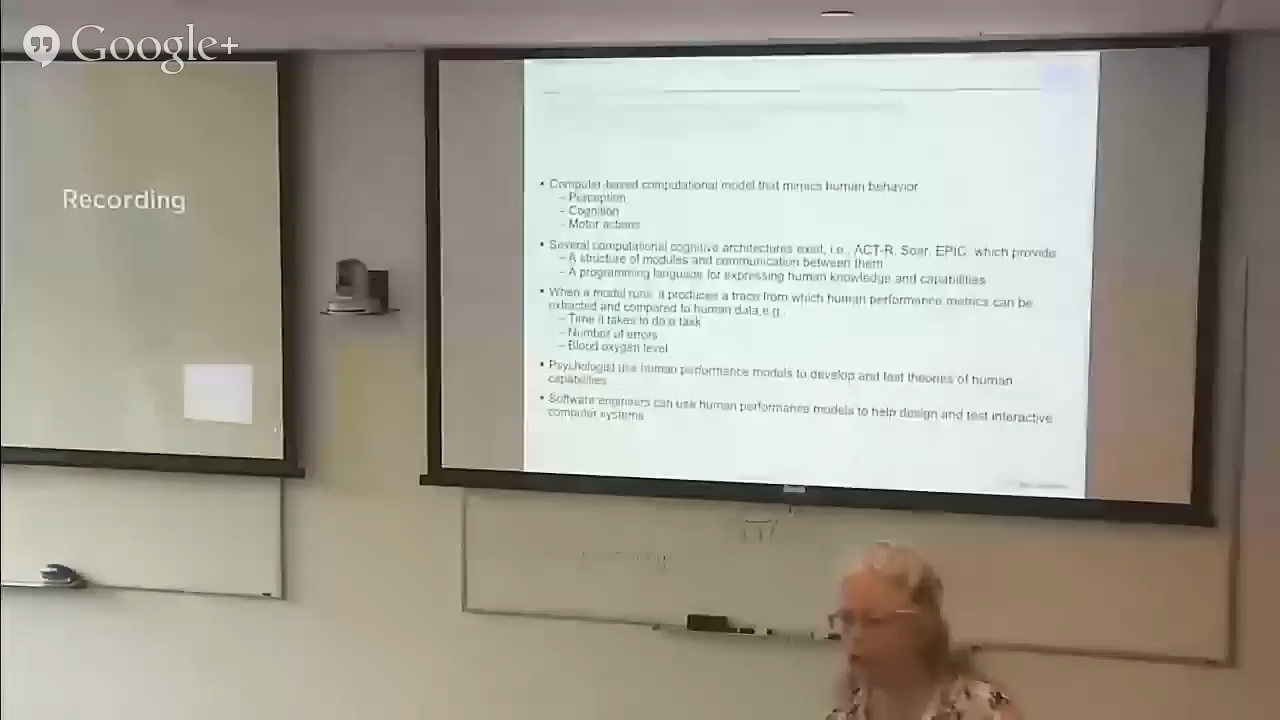 Google+
Recording
• Computer-based computational model that mimics human behavior
– Perception
– Cognition
– Motor actions
• Several computational cognitive architectures exist, i.e., ACT-R, Soar, EPIC, which provide
– A structure of modules and communication between them
– A programming language for expressing human knowledge and capabilities
• When a model runs, it produces a trace from which human performance metrics can be
extracted and compared to human data,e.g.,
– Time it takes to do a task
– Number of errors
– Blood oxygen level
• Psychologist use human performance models to develop and test theories of human
capabilities
• Software engineers can use human performance models to help design and test interactive
computer systems